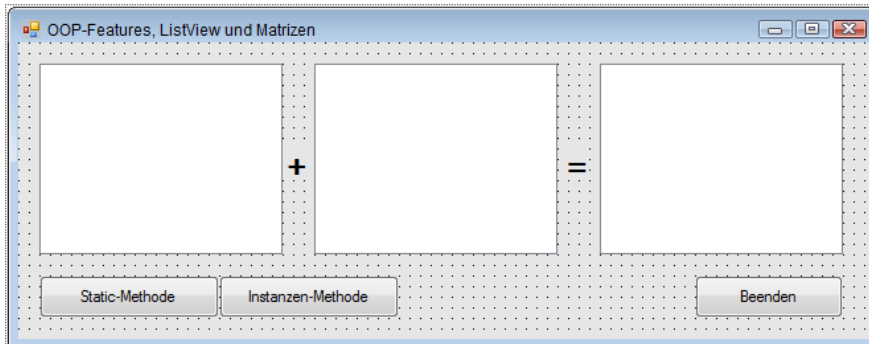 OOP-Features, ListView und Matrizen
+ =
Static-Methode Instanzen-Methode Beenden